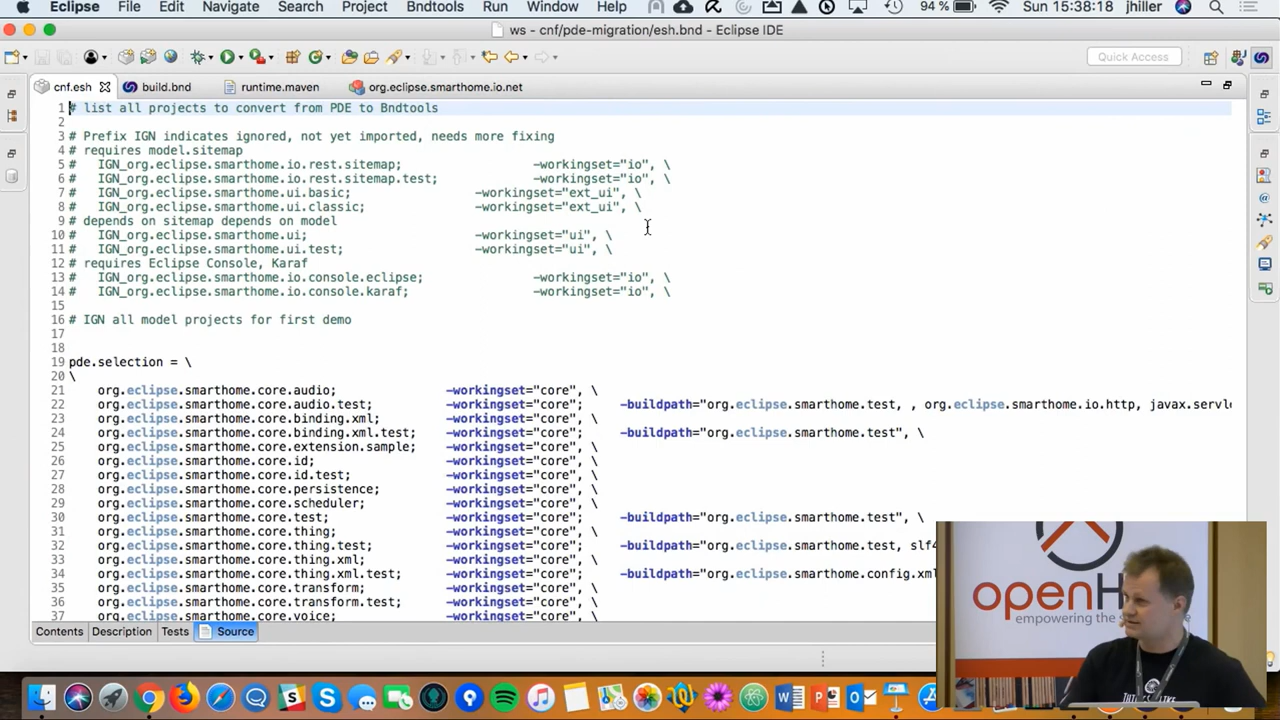 Eclipse File Edit Navigate Search Project Bndtools Run Window Help 94 % Sun 15:38:18 jhiller
ws - cnf/pde-migration/esh.bnd - Eclipse IDE
Quick Access
cnf.esh build.bnd runtime.maven org.eclipse.smarthome.io.net
1 # list all projects to convert from PDE to Bndtools
2
3 # Prefix IGN indicates ignored, not yet imported, needs more fixing
4 # requires model.sitemap
5 # IGN_org.eclipse.smarthome.io.rest.sitemap; -workingset="io", \
6 # IGN_org.eclipse.smarthome.io.rest.sitemap.test; -workingset="io", \
7 # IGN_org.eclipse.smarthome.ui.basic; -workingset="ext_ui", \
8 # IGN_org.eclipse.smarthome.ui.classic; -workingset="ext_ui", \
9 # depends on sitemap depends on model
10 # IGN_org.eclipse.smarthome.ui; -workingset="ui", \
11 # IGN_org.eclipse.smarthome.ui.test; -workingset="ui", \
12 # requires Eclipse Console, Karaf
13 # IGN_org.eclipse.smarthome.io.console.eclipse; -workingset="io", \
14 # IGN_org.eclipse.smarthome.io.console.karaf; -workingset="io", \
15
16 # IGN all model projects for first demo
17
18
19 pde.selection = \
20 \
21 org.eclipse.smarthome.core.audio; -workingset="core", \
22 org.eclipse.smarthome.core.audio.test; -workingset="core"; -buildpath="org.eclipse.smarthome.test, , org.eclipse.smarthome.io.http, javax.servle
23 org.eclipse.smarthome.core.binding.xml; -workingset="core", \
24 org.eclipse.smarthome.core.binding.xml.test; -workingset="core"; -buildpath="org.eclipse.smarthome.test", \
25 org.eclipse.smarthome.core.extension.sample; -workingset="core", \
26 org.eclipse.smarthome.core.id; -workingset="core", \
27 org.eclipse.smarthome.core.id.test; -workingset="core", \
28 org.eclipse.smarthome.core.persistence; -workingset="core", \
29 org.eclipse.smarthome.core.scheduler; -workingset="core", \
30 org.eclipse.smarthome.core.test; -workingset="core"; -buildpath="org.eclipse.smarthome.test", \
31 org.eclipse.smarthome.core.thing; -workingset="core", \
32 org.eclipse.smarthome.core.thing.test; -workingset="core"; -buildpath="org.eclipse.smarthome.test, slf4
33 org.eclipse.smarthome.core.thing.xml; -workingset="core", \
34 org.eclipse.smarthome.core.thing.xml.test; -workingset="core"; -buildpath="org.eclipse.smarthome.config.xml
35 org.eclipse.smarthome.core.transform; -workingset="core", \
36 org.eclipse.smarthome.core.transform.test; -workingset="core", \
37 org.eclipse.smarthome.core.voice; -workingset="core", \
Contents Description Tests Source
openH
empowering the s